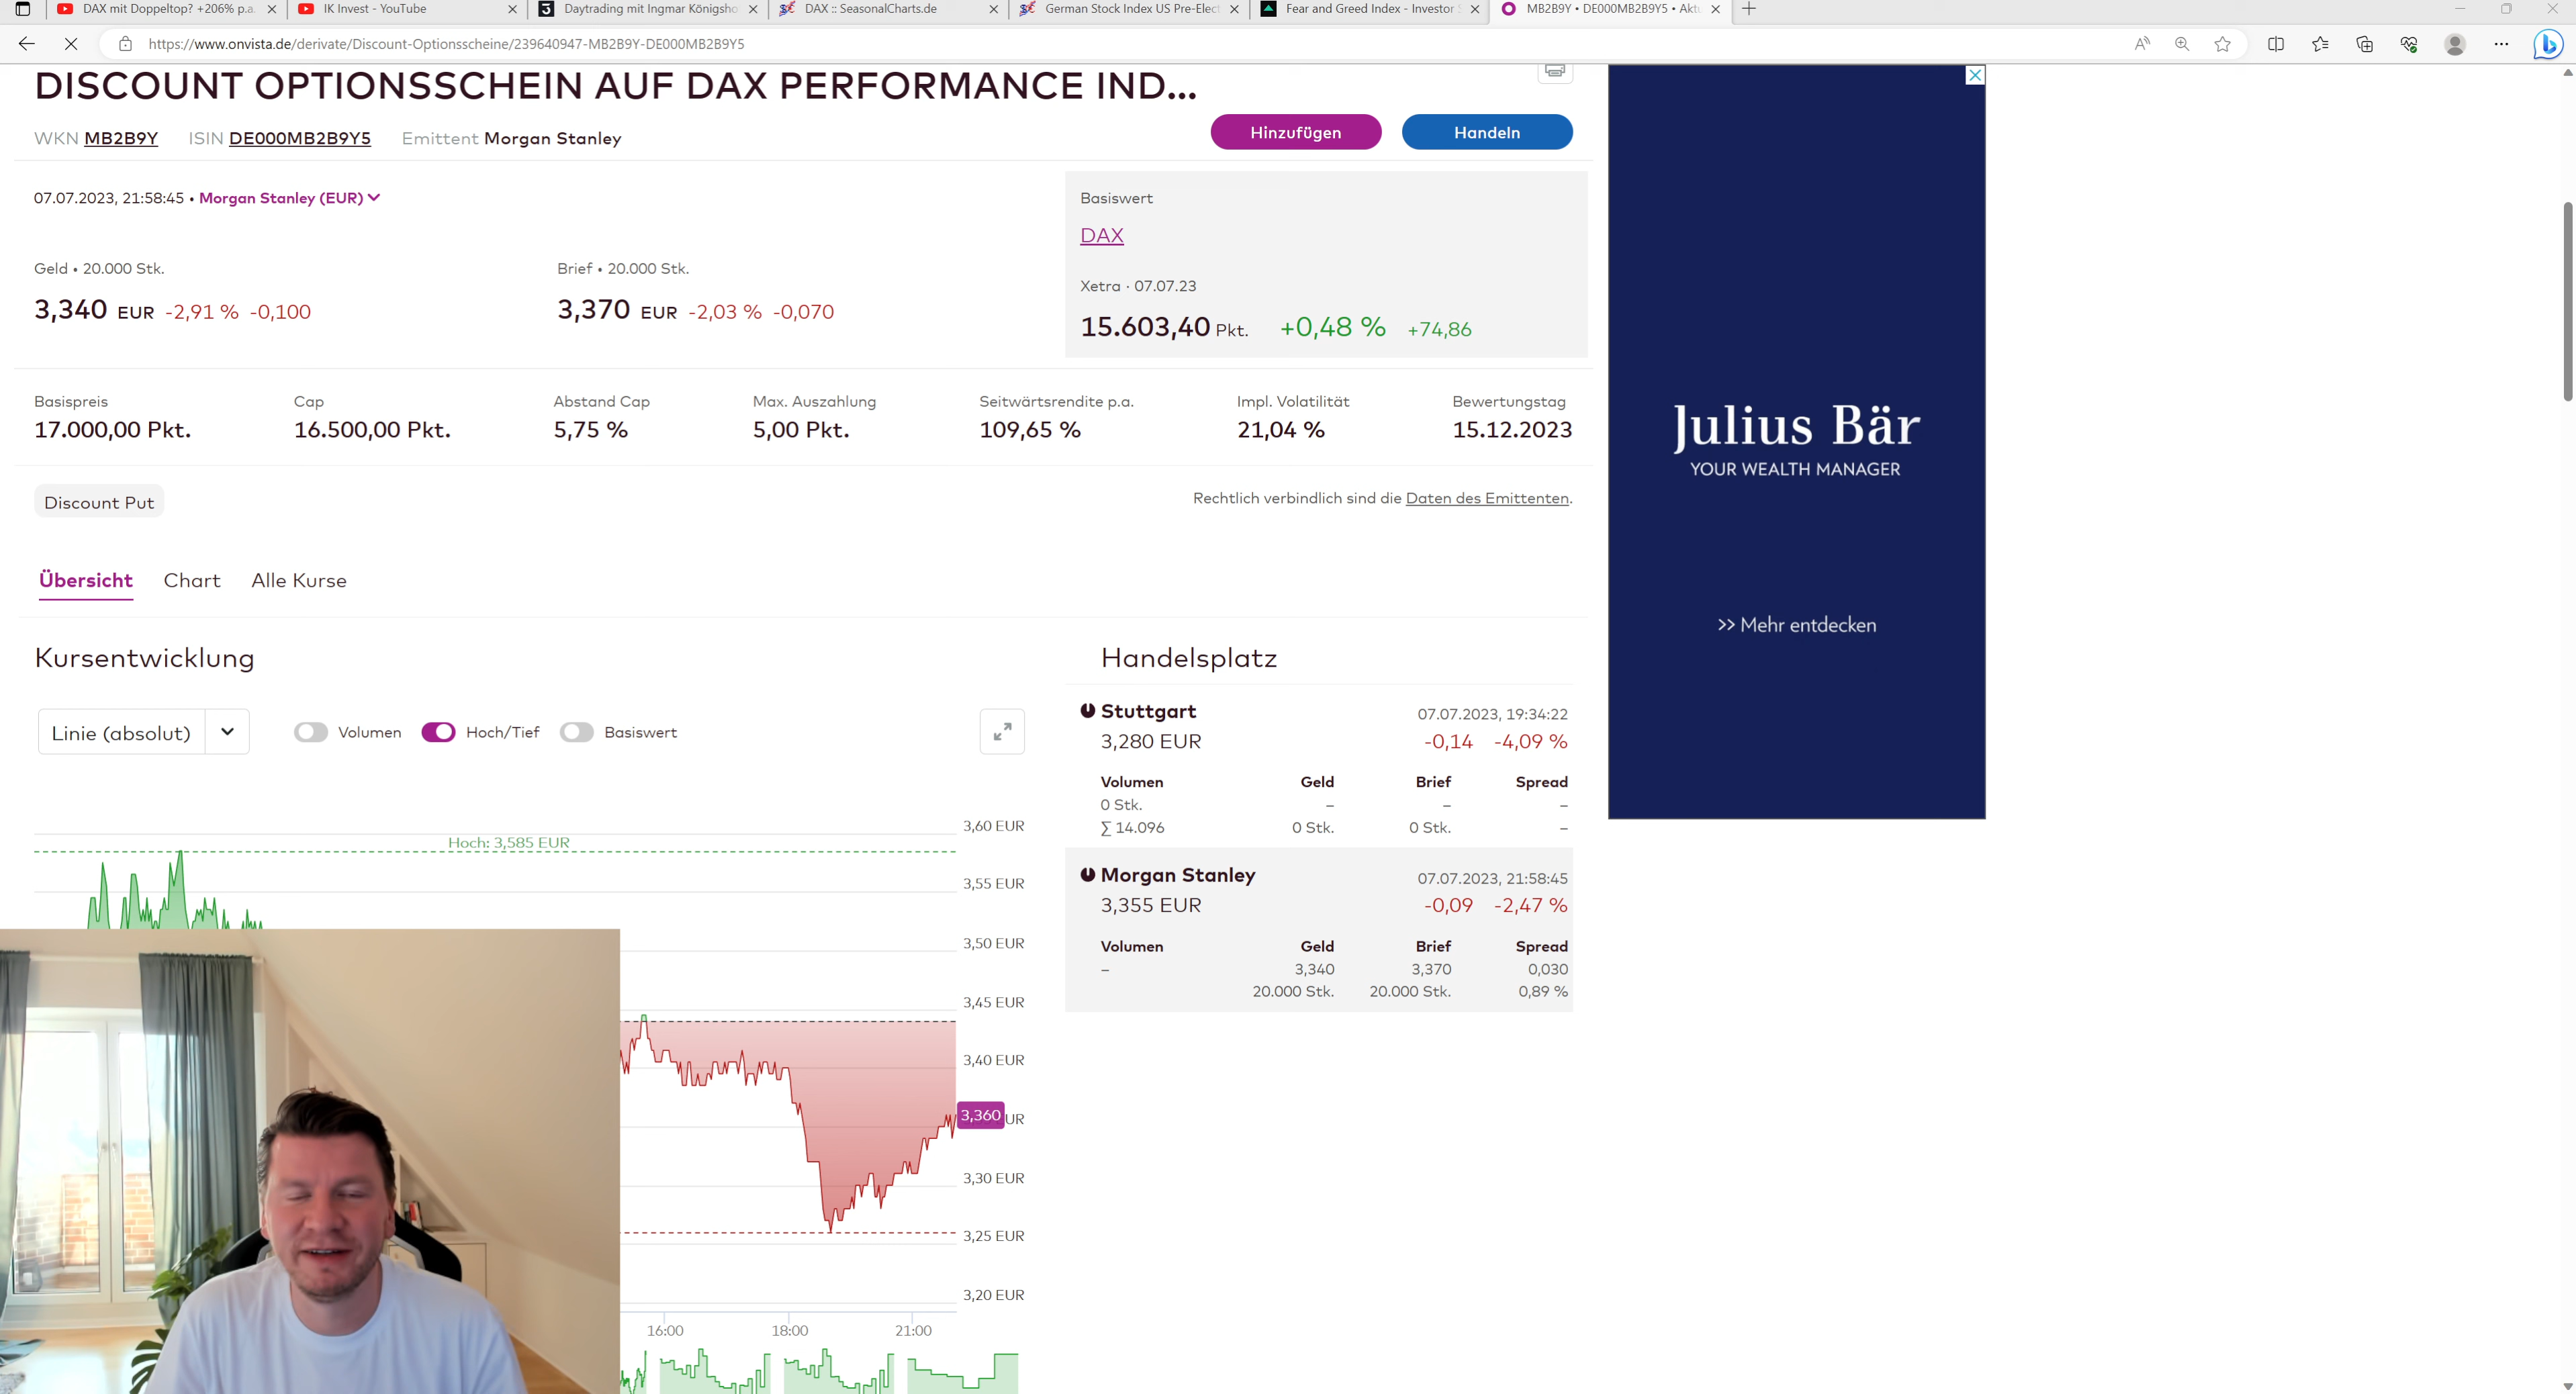 DAX mit Doppeltop? +206% p.a.
IK Invest - YouTube
Daytrading mit Ingmar Königsho
DAX :: SeasonalCharts.de
German Stock Index US Pre-Elect
Fear and Greed Index - Investor S
MB2B9Y • DE000MB2B9Y5 • Aktu
https://www.onvista.de/derivate/Discount-Optionsscheine/239640947-MB2B9Y-DE000MB2B9Y5
DISCOUNT OPTIONSSCHEIN AUF DAX PERFORMANCE IND...
WKN MB2B9Y ISIN DE000MB2B9Y5 Emittent Morgan Stanley
Hinzufügen
Handeln
07.07.2023, 21:58:45 • Morgan Stanley (EUR)
Geld • 20.000 Stk.
3,340 EUR -2,91 % -0,100
Brief • 20.000 Stk.
3,370 EUR -2,03 % -0,070
Basiswert
DAX
Xetra · 07.07.23
15.603,40 Pkt. +0,48 % +74,86
Basispreis
17.000,00 Pkt.
Cap
16.500,00 Pkt.
Abstand Cap
5,75 %
Max. Auszahlung
5,00 Pkt.
Seitwärtsrendite p.a.
109,65 %
Impl. Volatilität
21,04 %
Bewertungstag
15.12.2023
Discount Put
Rechtlich verbindlich sind die Daten des Emittenten.
Übersicht Chart Alle Kurse
Kursentwicklung
Linie (absolut)
Volumen
Hoch/Tief
Basiswert
Hoch: 3,585 EUR
3,60 EUR
3,55 EUR
3,50 EUR
3,45 EUR
3,40 EUR
3,360 UR
3,30 EUR
3,25 EUR
3,20 EUR
16:00 18:00 21:00
Handelsplatz
Stuttgart 07.07.2023, 19:34:22
3,280 EUR -0,14 -4,09 %
Volumen Geld Brief Spread
0 Stk. – – –
∑ 14.096 0 Stk. 0 Stk. –
Morgan Stanley 07.07.2023, 21:58:45
3,355 EUR -0,09 -2,47 %
Volumen Geld Brief Spread
– 3,340 3,370 0,030
20.000 Stk. 20.000 Stk. 0,89 %
Julius Bär
YOUR WEALTH MANAGER
>> Mehr entdecken